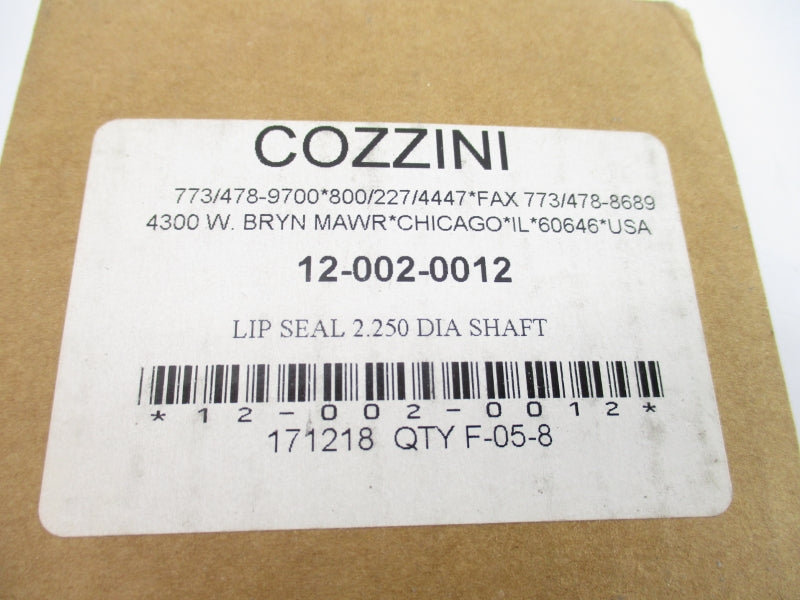 COZZINI
773/478-9700*800/227/4447*FAX 773/478-8689
4300 W. BRYN MAWR*CHICAGO*IL*60646*USA
12-002-0012
LIP SEAL 2.250 DIA SHAFT
*12-002-0012*
171218 QTY F-05-8